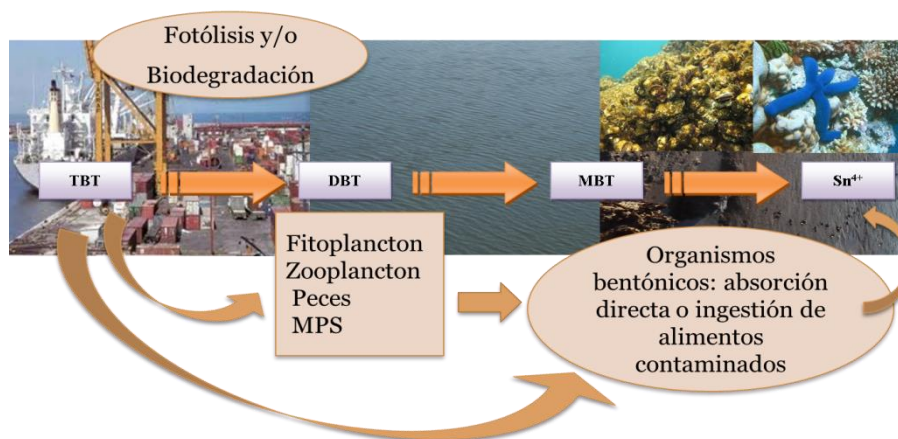 Fotólisis y/o
Biodegradación
TBT
DBT
MBT
Sn⁴⁺
Fitoplancton
Zooplancton
Peces
MPS
Organismos
bentónicos: absorción
directa o ingestión de
alimentos
contaminados